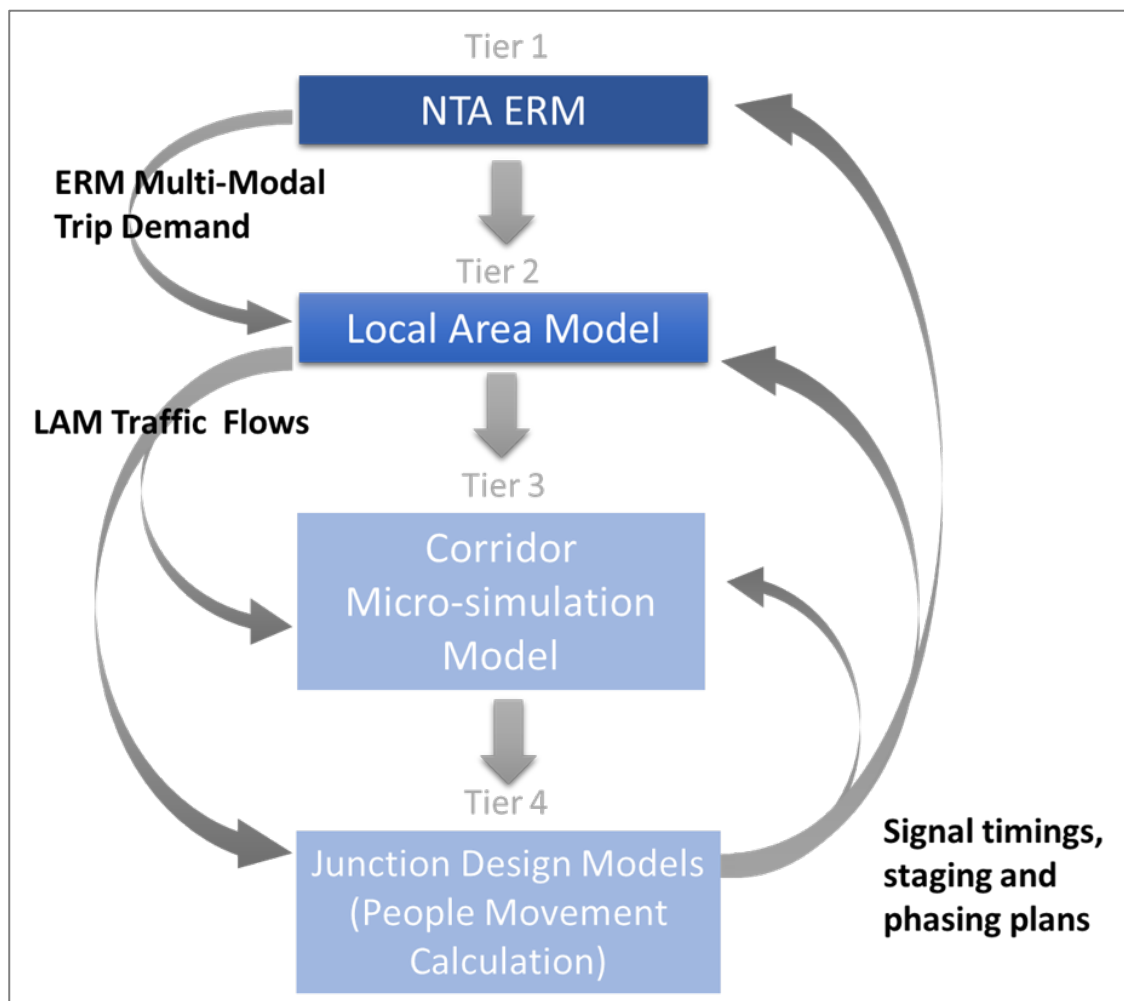 Tier 1
NTA ERM
ERM Multi-Modal
Trip Demand
Tier 2
Local Area Model
LAM Traffic Flows
Tier 3
Corridor
Micro-simulation
Model
Tier 4
Junction Design Models
(People Movement
Calculation)
Signal timings,
staging and
phasing plans